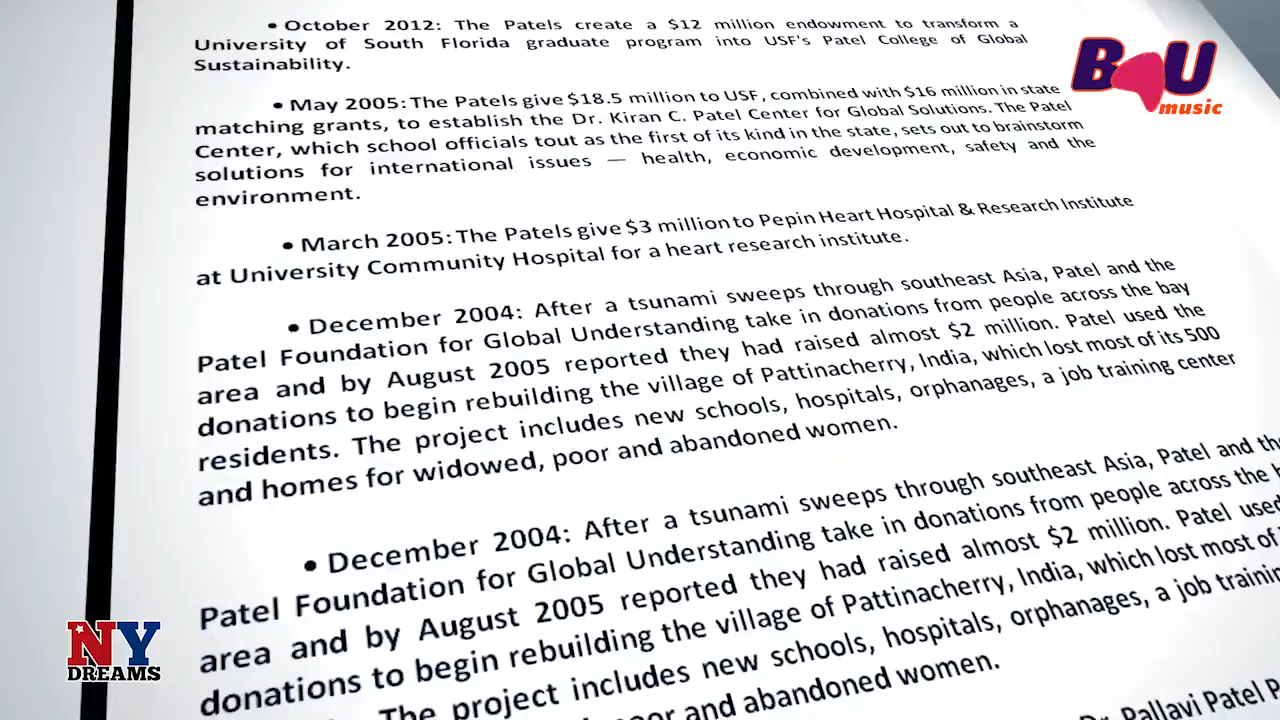 • October 2012: The Patels create a $12 million endowment to transform a
University of South Florida graduate program into USF's Patel College of Global
Sustainability.
• May 2005: The Patels give $18.5 million to USF, combined with $16 million in state
matching grants, to establish the Dr. Kiran C. Patel Center for Global Solutions. The Patel
Center, which school officials tout as the first of its kind in the state, sets out to brainstorm
solutions for international issues — health, economic development, safety and the
environment.
• March 2005: The Patels give $3 million to Pepin Heart Hospital & Research Institute
at University Community Hospital for a heart research institute.
• December 2004: After a tsunami sweeps through southeast Asia, Patel and the
Patel Foundation for Global Understanding take in donations from people across the bay
area and by August 2005 reported they had raised almost $2 million. Patel used the
donations to begin rebuilding the village of Pattinacherry, India, which lost most of its 500
residents. The project includes new schools, hospitals, orphanages, a job training center
and homes for widowed, poor and abandoned women.
• December 2004: After a tsunami sweeps through southeast Asia, Patel and the
Patel Foundation for Global Understanding take in donations from people across the
area and by August 2005 reported they had raised almost $2 million. Patel used
donations to begin rebuilding the village of Pattinacherry, India, which lost most of
The project includes new schools, hospitals, orphanages, a job
poor and abandoned women.
Dr. Pallavi Patel
B4U
music
NY
DREAMS